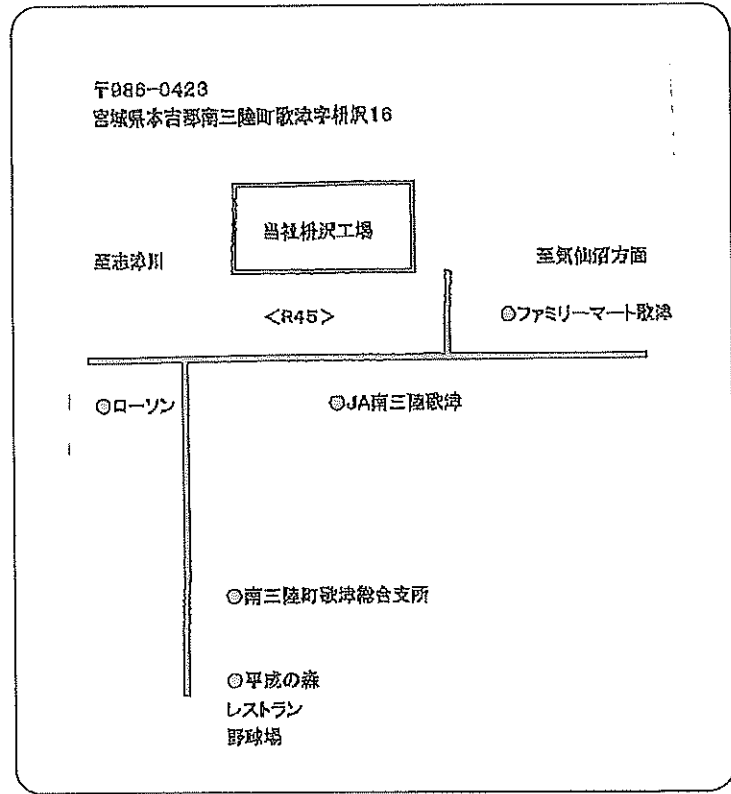 〒986-0423
宮城県本吉郡南三陸町歌津字枡沢16
当社枡沢工場
至志津川
至気仙沼方面
<R45>
◎ファミリーマート歌津
◎ローソン
◎JA南三陸歌津
◎南三陸町歌津総合支所
◎平成の森
レストラン
野球場